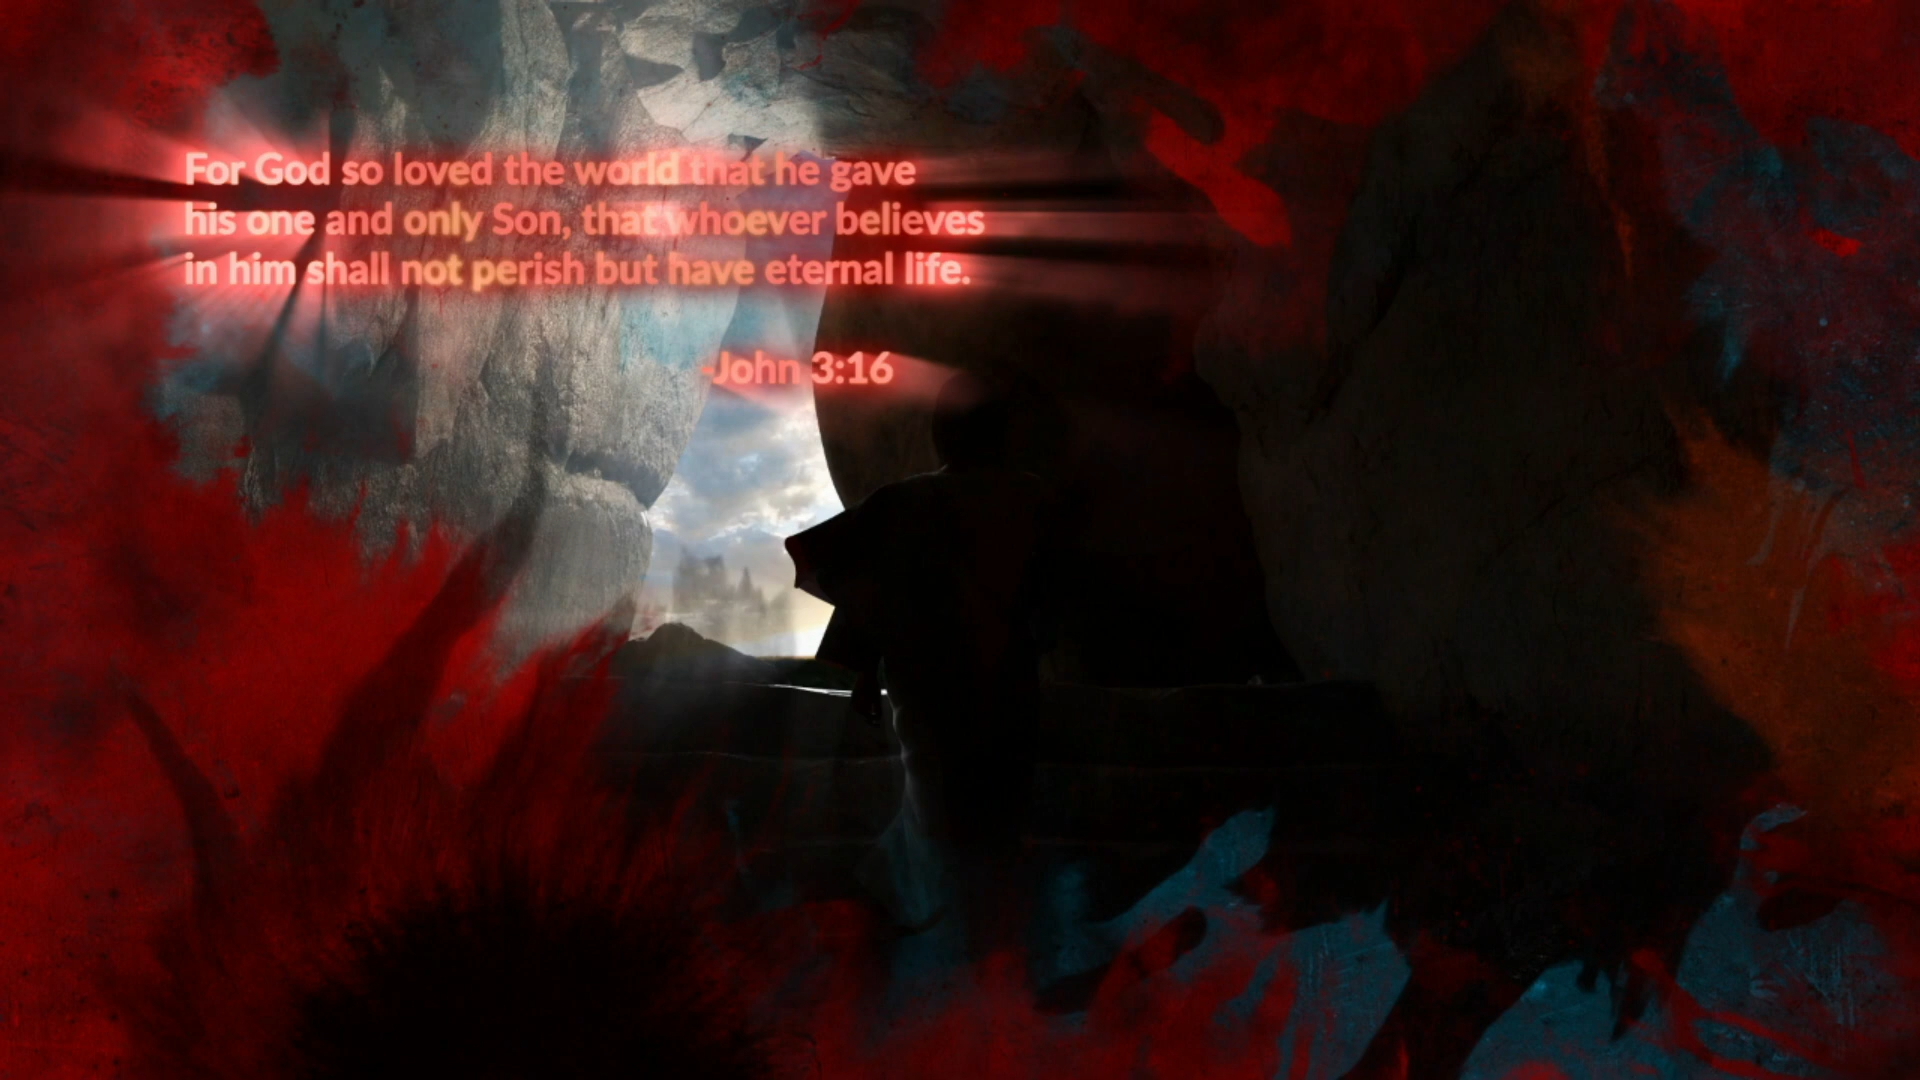 For God so loved the world that he gave
his one and only Son, that whoever believes
in him shall not perish but have eternal life.
-John 3:16